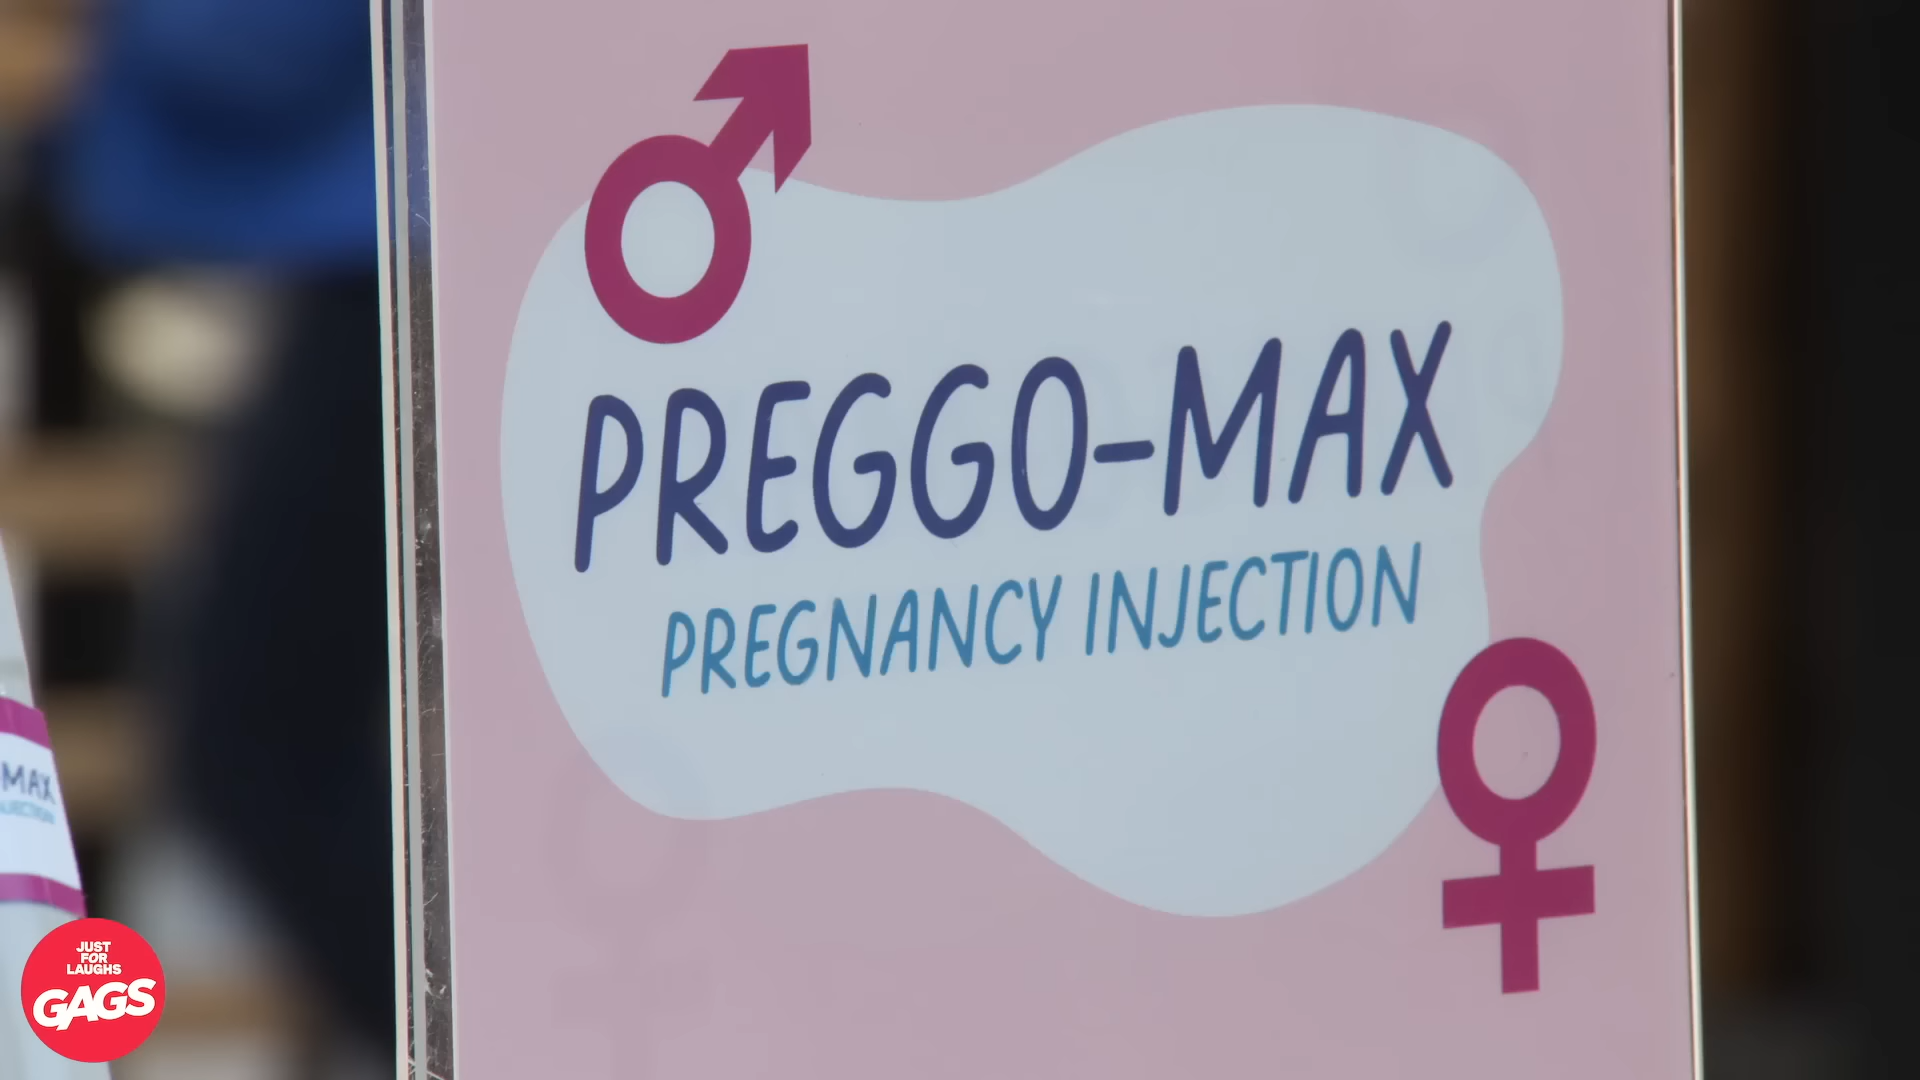 PREGGO-MAX
PREGNANCY INJECTION
-MAX
JUST
FOR
LAUGHS
GAGS